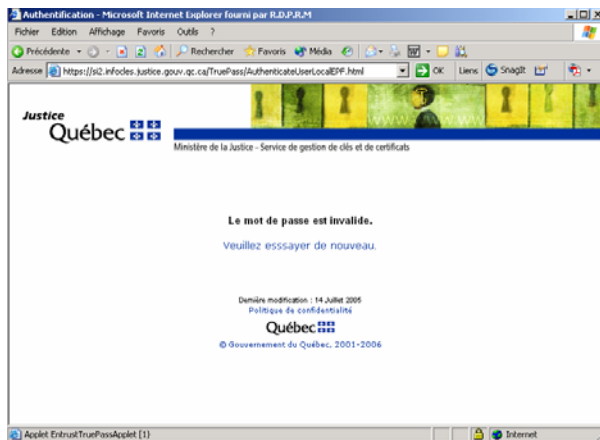 Authentification - Microsoft Internet Explorer fourni par R.D.P.R.M
Fichier Edition Affichage Favoris Outils ?
Précédente Rechercher Favoris Média
Adresse https://si2.infocles.justice.gouv.qc.ca/TruePass/AuthenticateUserLocalEPF.html OK Liens SnagIt
Justice
Québec
Ministère de la Justice - Service de gestion de clés et de certificats
Le mot de passe est invalide.
Veuillez esssayer de nouveau.
Dernière modification : 14 Juillet 2005
Politique de confidentialité
Québec
© Gouvernement du Québec, 2001-2006
Applet EntrustTruePassApplet [1] Internet